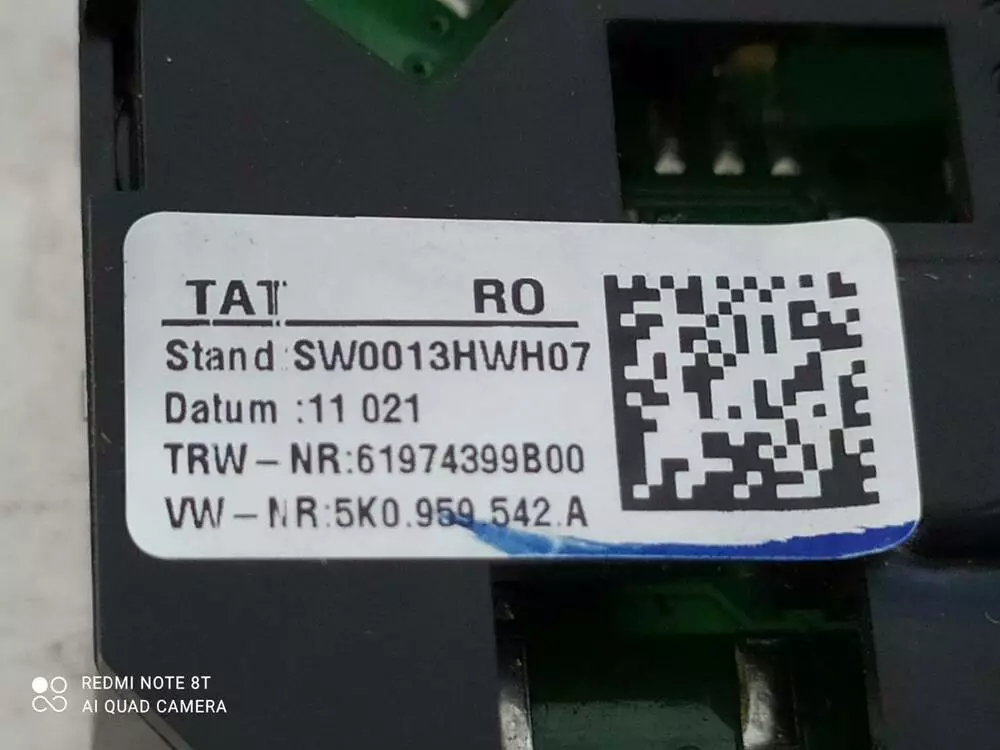 TAT RO
Stand :SW0013HWH07
Datum :11 021
TRW-NR:61974399B00
VW-NR:5K0.959.542.A
REDMI NOTE 8T
AI QUAD CAMERA